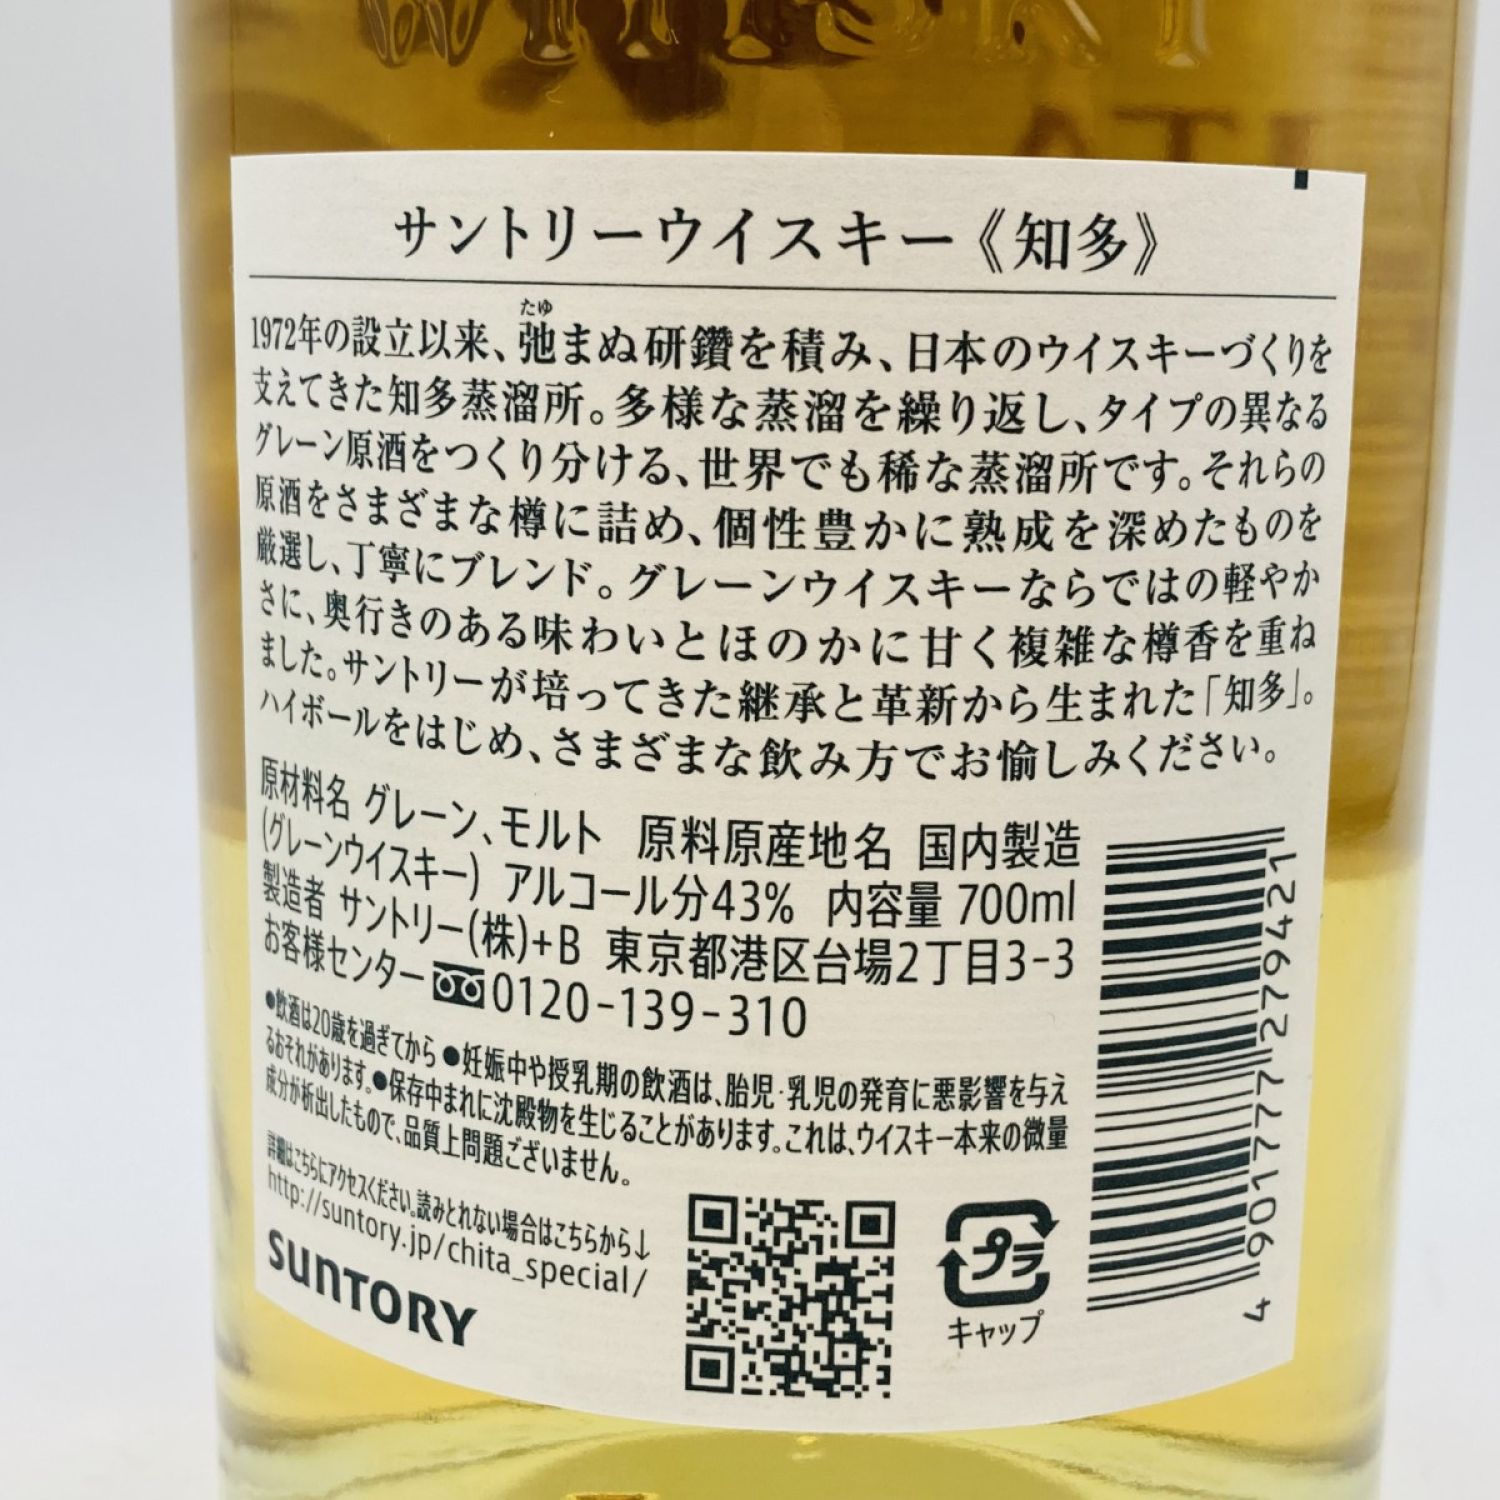 WHISKY
サントリーウイスキー《知多》
たゆ
1972年の設立以来、弛まぬ研鑽を積み、日本のウイスキーづくりを
支えてきた知多蒸溜所。多様な蒸溜を繰り返し、タイプの異なる
グレーン原酒をつくり分ける、世界でも稀な蒸溜所です。それらの
原酒をさまざまな樽に詰め、個性豊かに熟成を深めたものを
厳選し、丁寧にブレンド。グレーンウイスキーならではの軽やか
さに、奥行きのある味わいとほのかに甘く複雑な樽香を重ね
ました。サントリーが培ってきた継承と革新から生まれた「知多」。
ハイボールをはじめ、さまざまな飲み方でお愉しみください。
原材料名 グレーン、モルト 原料原産地名 国内製造
(グレーンウイスキー) アルコール分43% 内容量 700ml
製造者 サントリー(株)+B 東京都港区台場2丁目3-3
お客様センター 0120-139-310
●飲酒は20歳を過ぎてから ●妊娠中や授乳期の飲酒は、胎児・乳児の発育に悪影響を与え
るおそれがあります。●保存中まれに沈殿物を生じることがあります。これは、ウイスキー本来の微量
成分が析出したもので、品質上問題ございません。
詳細はこちらにアクセスください。読みとれない場合はこちらから↓
http://suntory.jp/chita_special/
SUNTORY
プラ
キャップ
4 901777 279421